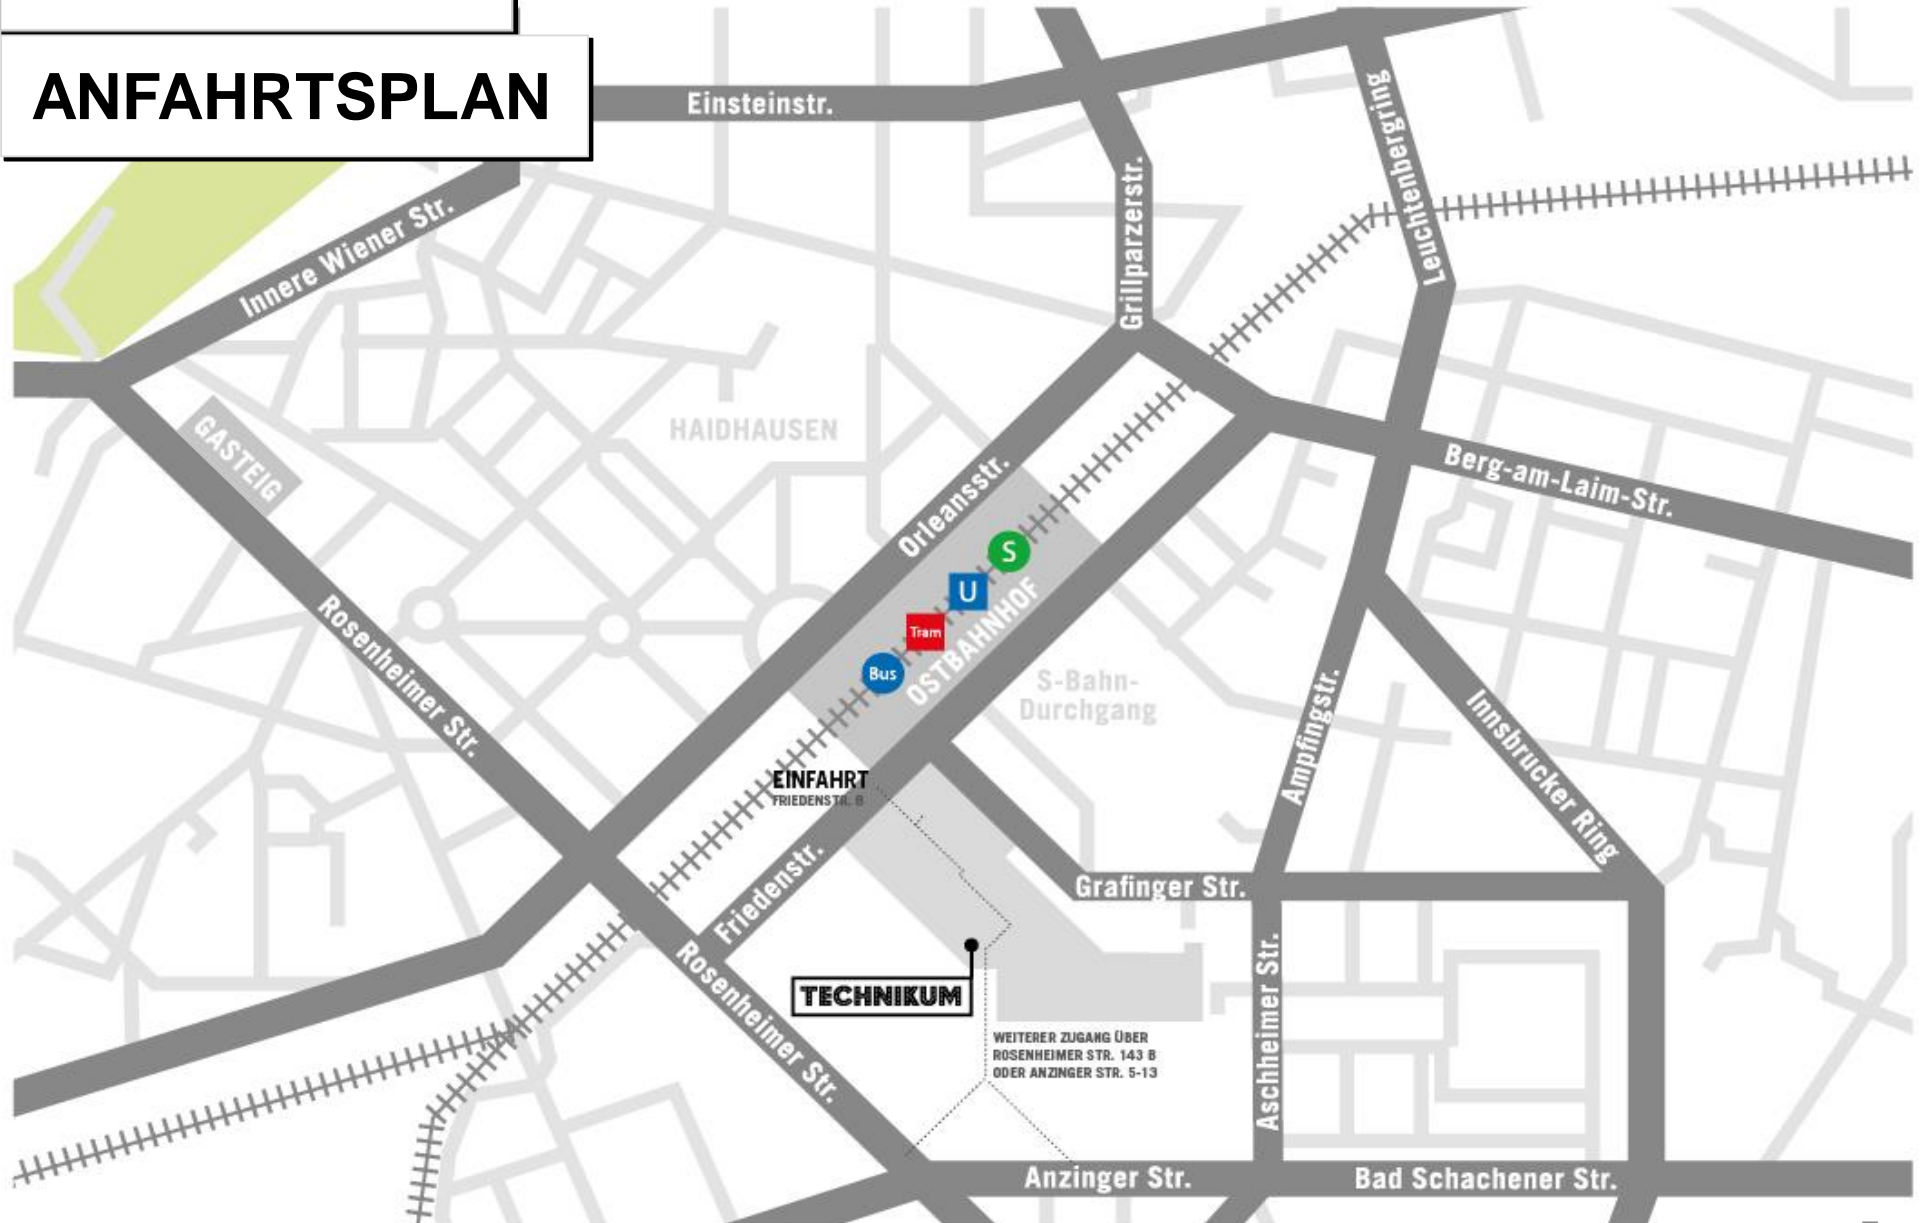 ANFAHRTSPLAN
Einsteinstr.
Leuchtenbergring
Grillparzerstr.
Innere Wiener Str.
GASTEIG
HAIDHAUSEN
Berg-am-Laim-Str.
Orleansstr.
S
U
Tram
Bus
OSTBAHNHOF
Rosenheimer Str.
S-Bahn-
Durchgang
Ampfingstr.
Innsbrucker Ring
EINFAHRT
FRIEDENSTR. 8
Friedenstr.
Grafinger Str.
Rosenheimer Str.
TECHNIKUM
Aschheimer Str.
WEITERER ZUGANG ÜBER
ROSENHEIMER STR. 143 B
ODER ANZINGER STR. 5-13
Anzinger Str.
Bad Schachener Str.